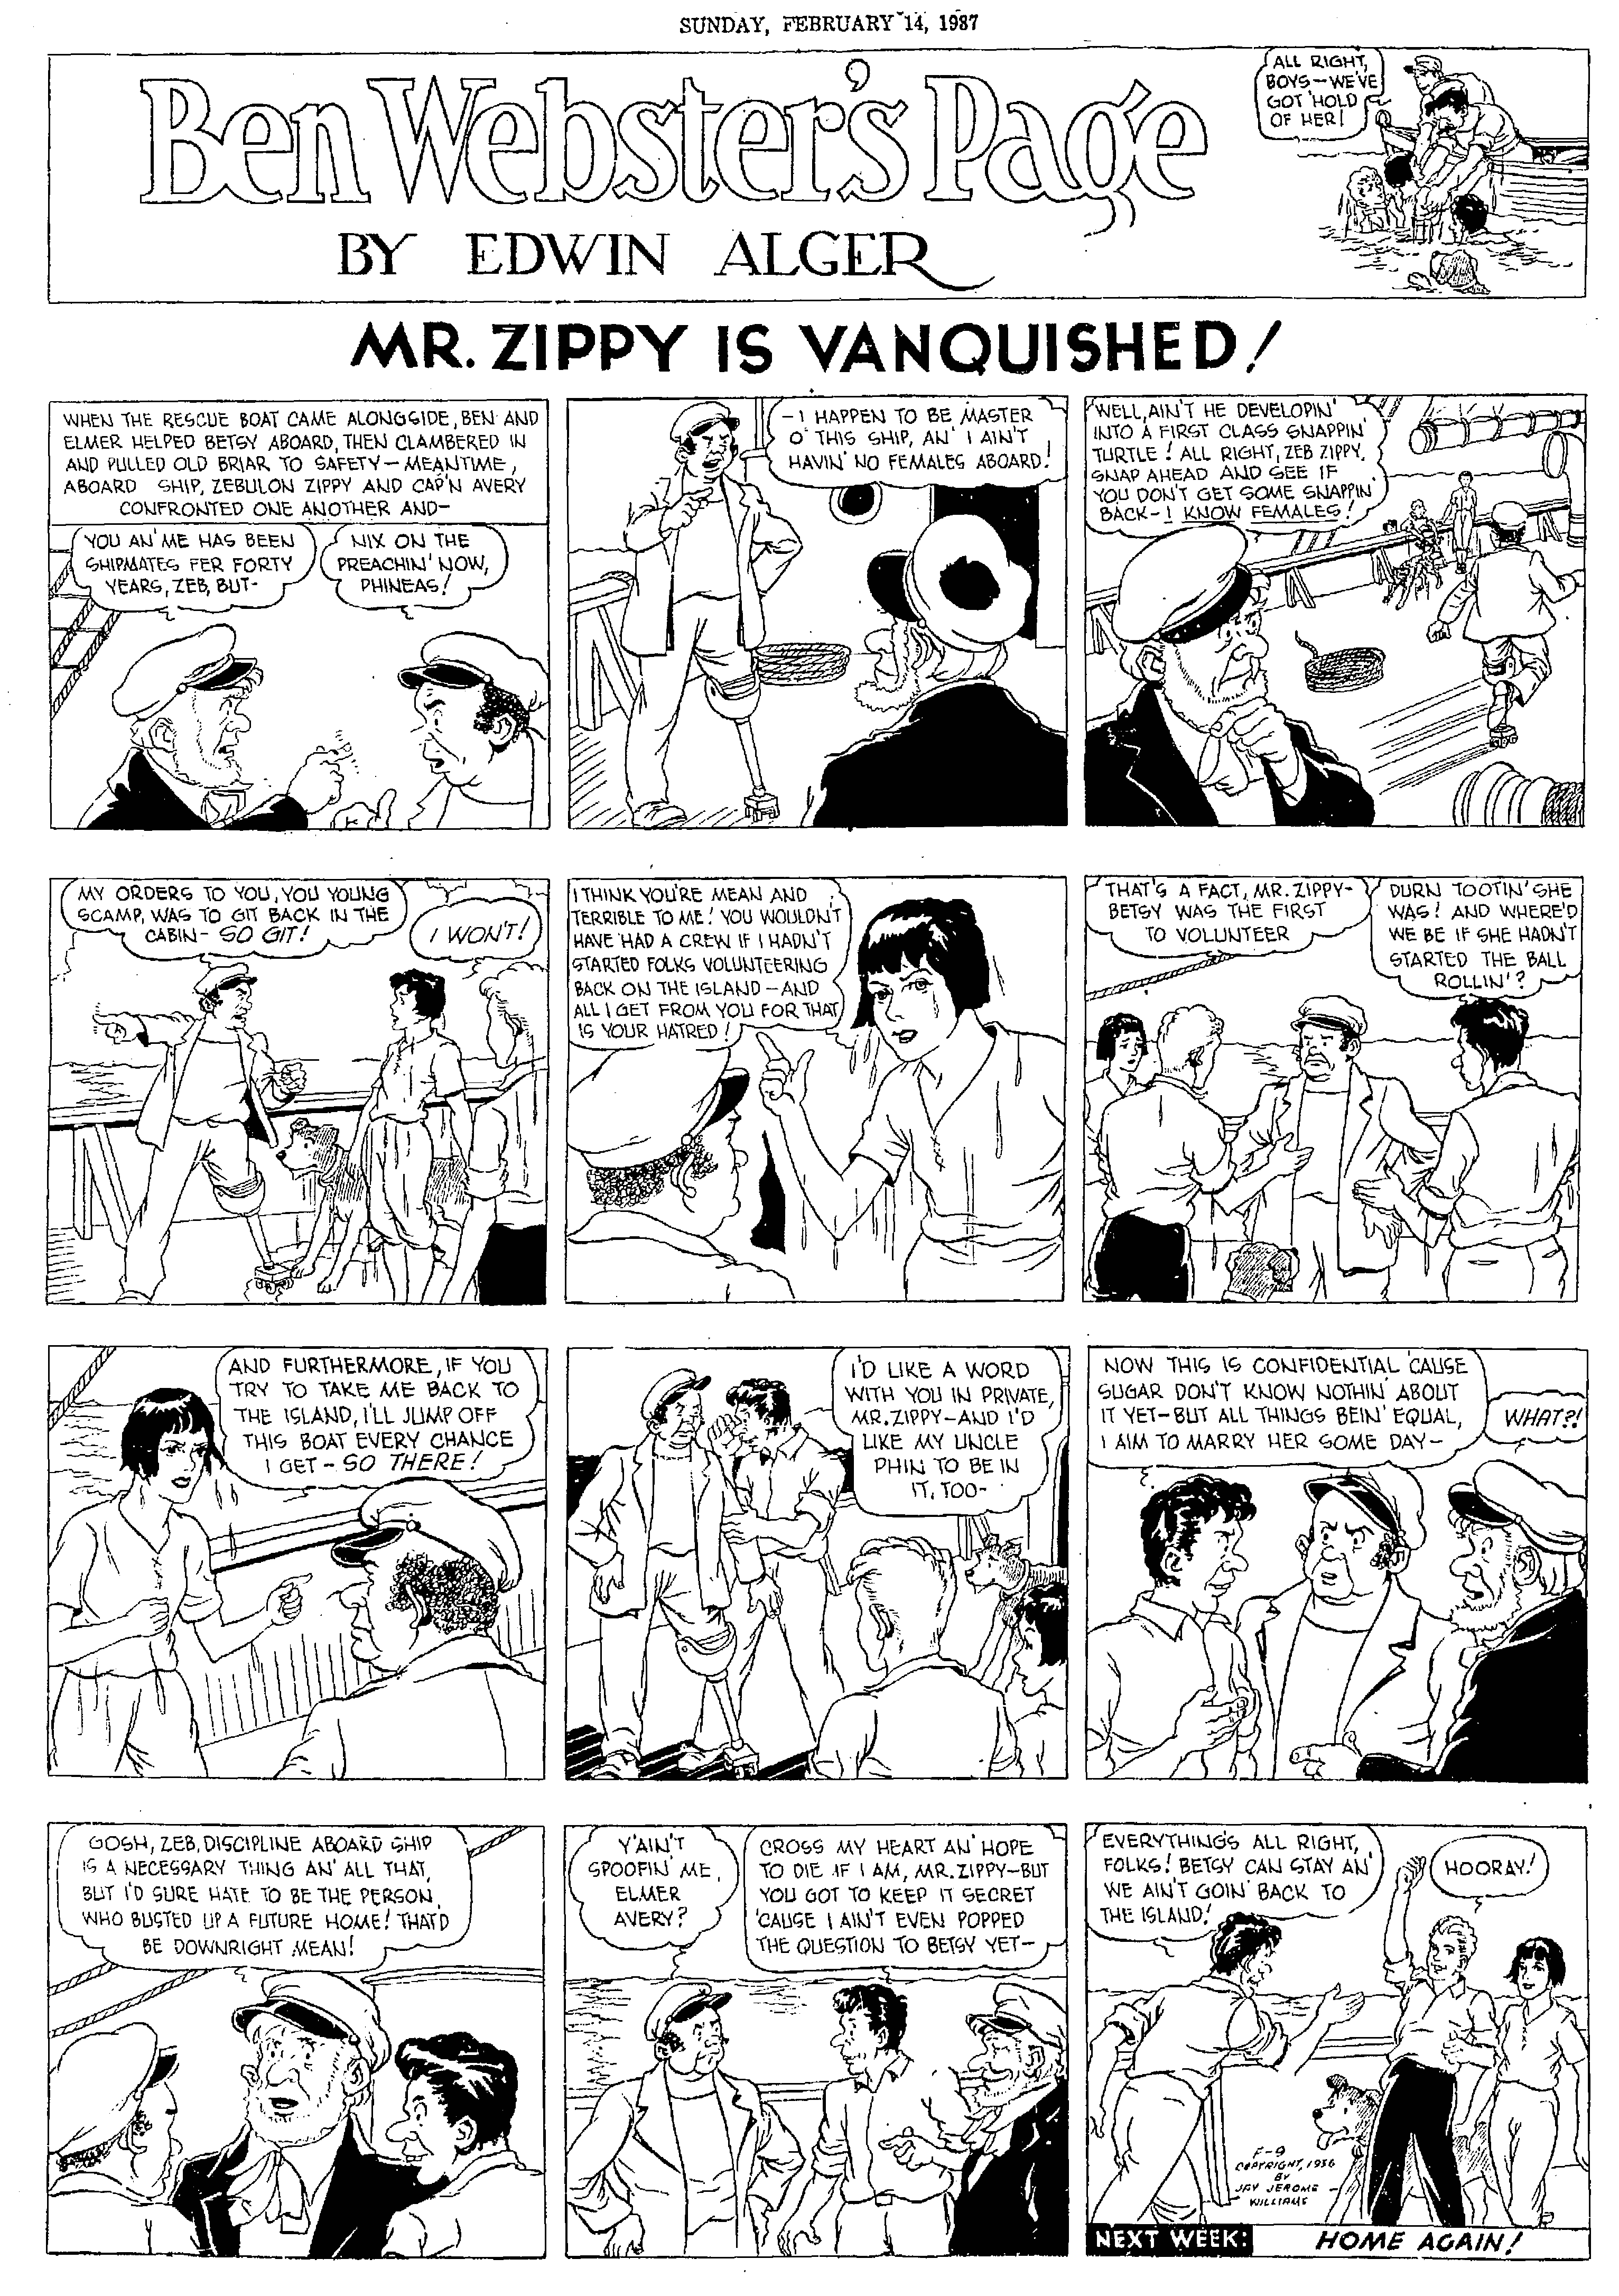 SUNDAY, FEBRUARY 14, 1937
ALL RIGHT,
BOYS—WE'VE
GOT HOLD
OF HER!
Ben Webster's Page
BY EDWIN ALGER
MR. ZIPPY IS VANQUISHED!
WHEN THE RESCUE BOAT CAME ALONGSIDE, BEN AND
ELMER HELPED BETSY ABOARD, THEN CLAMBERED IN
AND PULLED OLD BRIAR TO SAFETY — MEANTIME,
ABOARD SHIP, ZEBULON ZIPPY AND CAP'N AVERY
CONFRONTED ONE ANOTHER AND-
YOU AN' ME HAS BEEN
SHIPMATES FER FORTY
YEARS, ZEB, BUT-
NIX ON THE
PREACHIN' NOW,
PHINEAS!
- I HAPPEN TO BE MASTER
O' THIS SHIP, AN' I AIN'T
HAVIN' NO FEMALES ABOARD!
WELL, AIN'T HE DEVELOPIN'
INTO A FIRST CLASS SNAPPIN'
TURTLE! ALL RIGHT, ZEB ZIPPY,
SNAP AHEAD AND SEE IF
YOU DON'T GET SOME SNAPPIN'
BACK - I KNOW FEMALES!
MY ORDERS TO YOU, YOU YOUNG
SCAMP, WAS TO GIT BACK IN THE
CABIN - SO GIT!
I WON'T!
I THINK YOU'RE MEAN AND
TERRIBLE TO ME! YOU WOULDN'T
HAVE HAD A CREW IF I HADN'T
STARTED FOLKS VOLUNTEERING
BACK ON THE ISLAND — AND
ALL I GET FROM YOU FOR THAT
IS YOUR HATRED!
THAT'S A FACT, MR. ZIPPY-
BETSY WAS THE FIRST
TO VOLUNTEER
DURN TOOTIN' SHE
WAS! AND WHERE'D
WE BE IF SHE HADN'T
STARTED THE BALL
ROLLIN'?
AND FURTHERMORE, IF YOU
TRY TO TAKE ME BACK TO
THE ISLAND, I'LL JUMP OFF
THIS BOAT EVERY CHANCE
I GET - SO THERE!
I'D LIKE A WORD
WITH YOU IN PRIVATE,
MR. ZIPPY—AND I'D
LIKE MY UNCLE
PHIN TO BE IN
IT, TOO-
NOW THIS IS CONFIDENTIAL 'CAUSE
SUGAR DON'T KNOW NOTHIN' ABOUT
IT YET - BUT ALL THINGS BEIN' EQUAL,
I AIM TO MARRY HER SOME DAY —
WHAT?!
GOSH, ZEB, DISCIPLINE ABOARD SHIP
IS A NECESSARY THING AN' ALL THAT,
BUT I'D SURE HATE TO BE THE PERSON
WHO BUSTED UP A FUTURE HOME! THAT'D
BE DOWNRIGHT MEAN!
Y'AIN'T
SPOOFIN' ME,
ELMER
AVERY?
CROSS MY HEART AN' HOPE
TO DIE IF I AM, MR. ZIPPY—BUT
YOU GOT TO KEEP IT SECRET
'CAUSE I AIN'T EVEN POPPED
THE QUESTION TO BETSY YET—
EVERYTHING'S ALL RIGHT,
FOLKS! BETSY CAN STAY AN'
WE AIN'T GOIN' BACK TO
THE ISLAND!
HOORAY!
F-9
COPYRIGHT, 1936
BY
JAY JEROME
WILLIAMS
NEXT WEEK: HOME AGAIN!